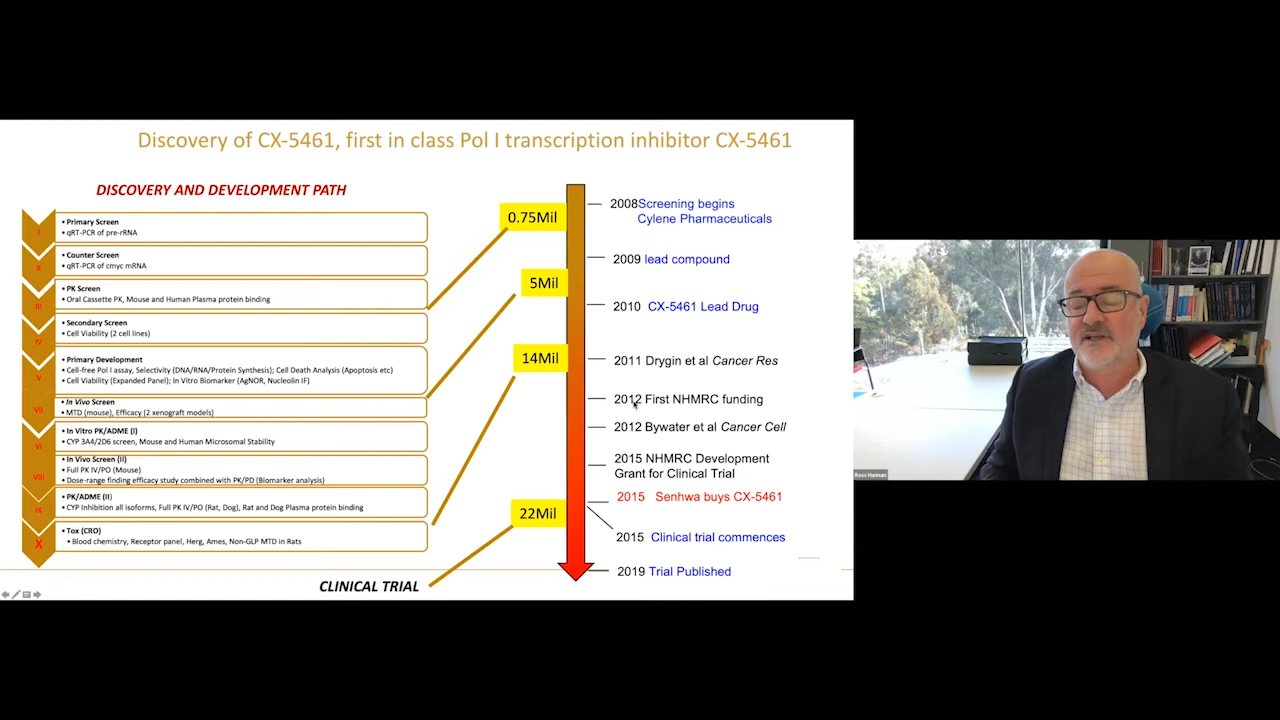 Discovery of CX-5461, first in class Pol I transcription inhibitor CX-5461
DISCOVERY AND DEVELOPMENT PATH
I
• Primary Screen
• qRT-PCR of pre-rRNA
II
Counter Screen
• qRT-PCR of cmyc mRNA
III
• PK Screen
• Oral Cassette PK, Mouse and Human Plasma protein binding
IV
• Secondary Screen
• Cell Viability (2 cell lines)
V
• Primary Development
• Cell-free Pol I assay, Selectivity (DNA/RNA/Protein Synthesis); Cell Death Analysis (Apoptosis etc)
• Cell Viability (Expanded Panel); In Vitro Biomarker (AgNOR, Nucleolin IF)
VII
• In Vivo Screen
• MTD (mouse), Efficacy (2 xenograft models)
VI
• In Vitro PK/ADME (I)
• CYP 3A4/2D6 screen, Mouse and Human Microsomal Stability
VIII
• In Vivo Screen (II)
• Full PK IV/PO (Mouse)
• Dose-range finding efficacy study combined with PK/PD (Biomarker analysis)
IX
• PK/ADME (II)
• CYP Inhibition all isoforms, Full PK IV/PO (Rat, Dog), Rat and Dog Plasma protein binding
X
• Tox (CRO)
• Blood chemistry, Receptor panel, Herg, Ames, Non-GLP MTD in Rats
CLINICAL TRIAL
0.75Mil
5Mil
14Mil
22Mil
2008Screening begins
Cylene Pharmaceuticals
2009 lead compound
2010 CX-5461 Lead Drug
2011 Drygin et al Cancer Res
2012 First NHMRC funding
2012 Bywater et al Cancer Cell
2015 NHMRC Development
Grant for Clinical Trial
2015 Senhwa buys CX-5461
2015 Clinical trial commences
2019 Trial Published
Ross Hannan